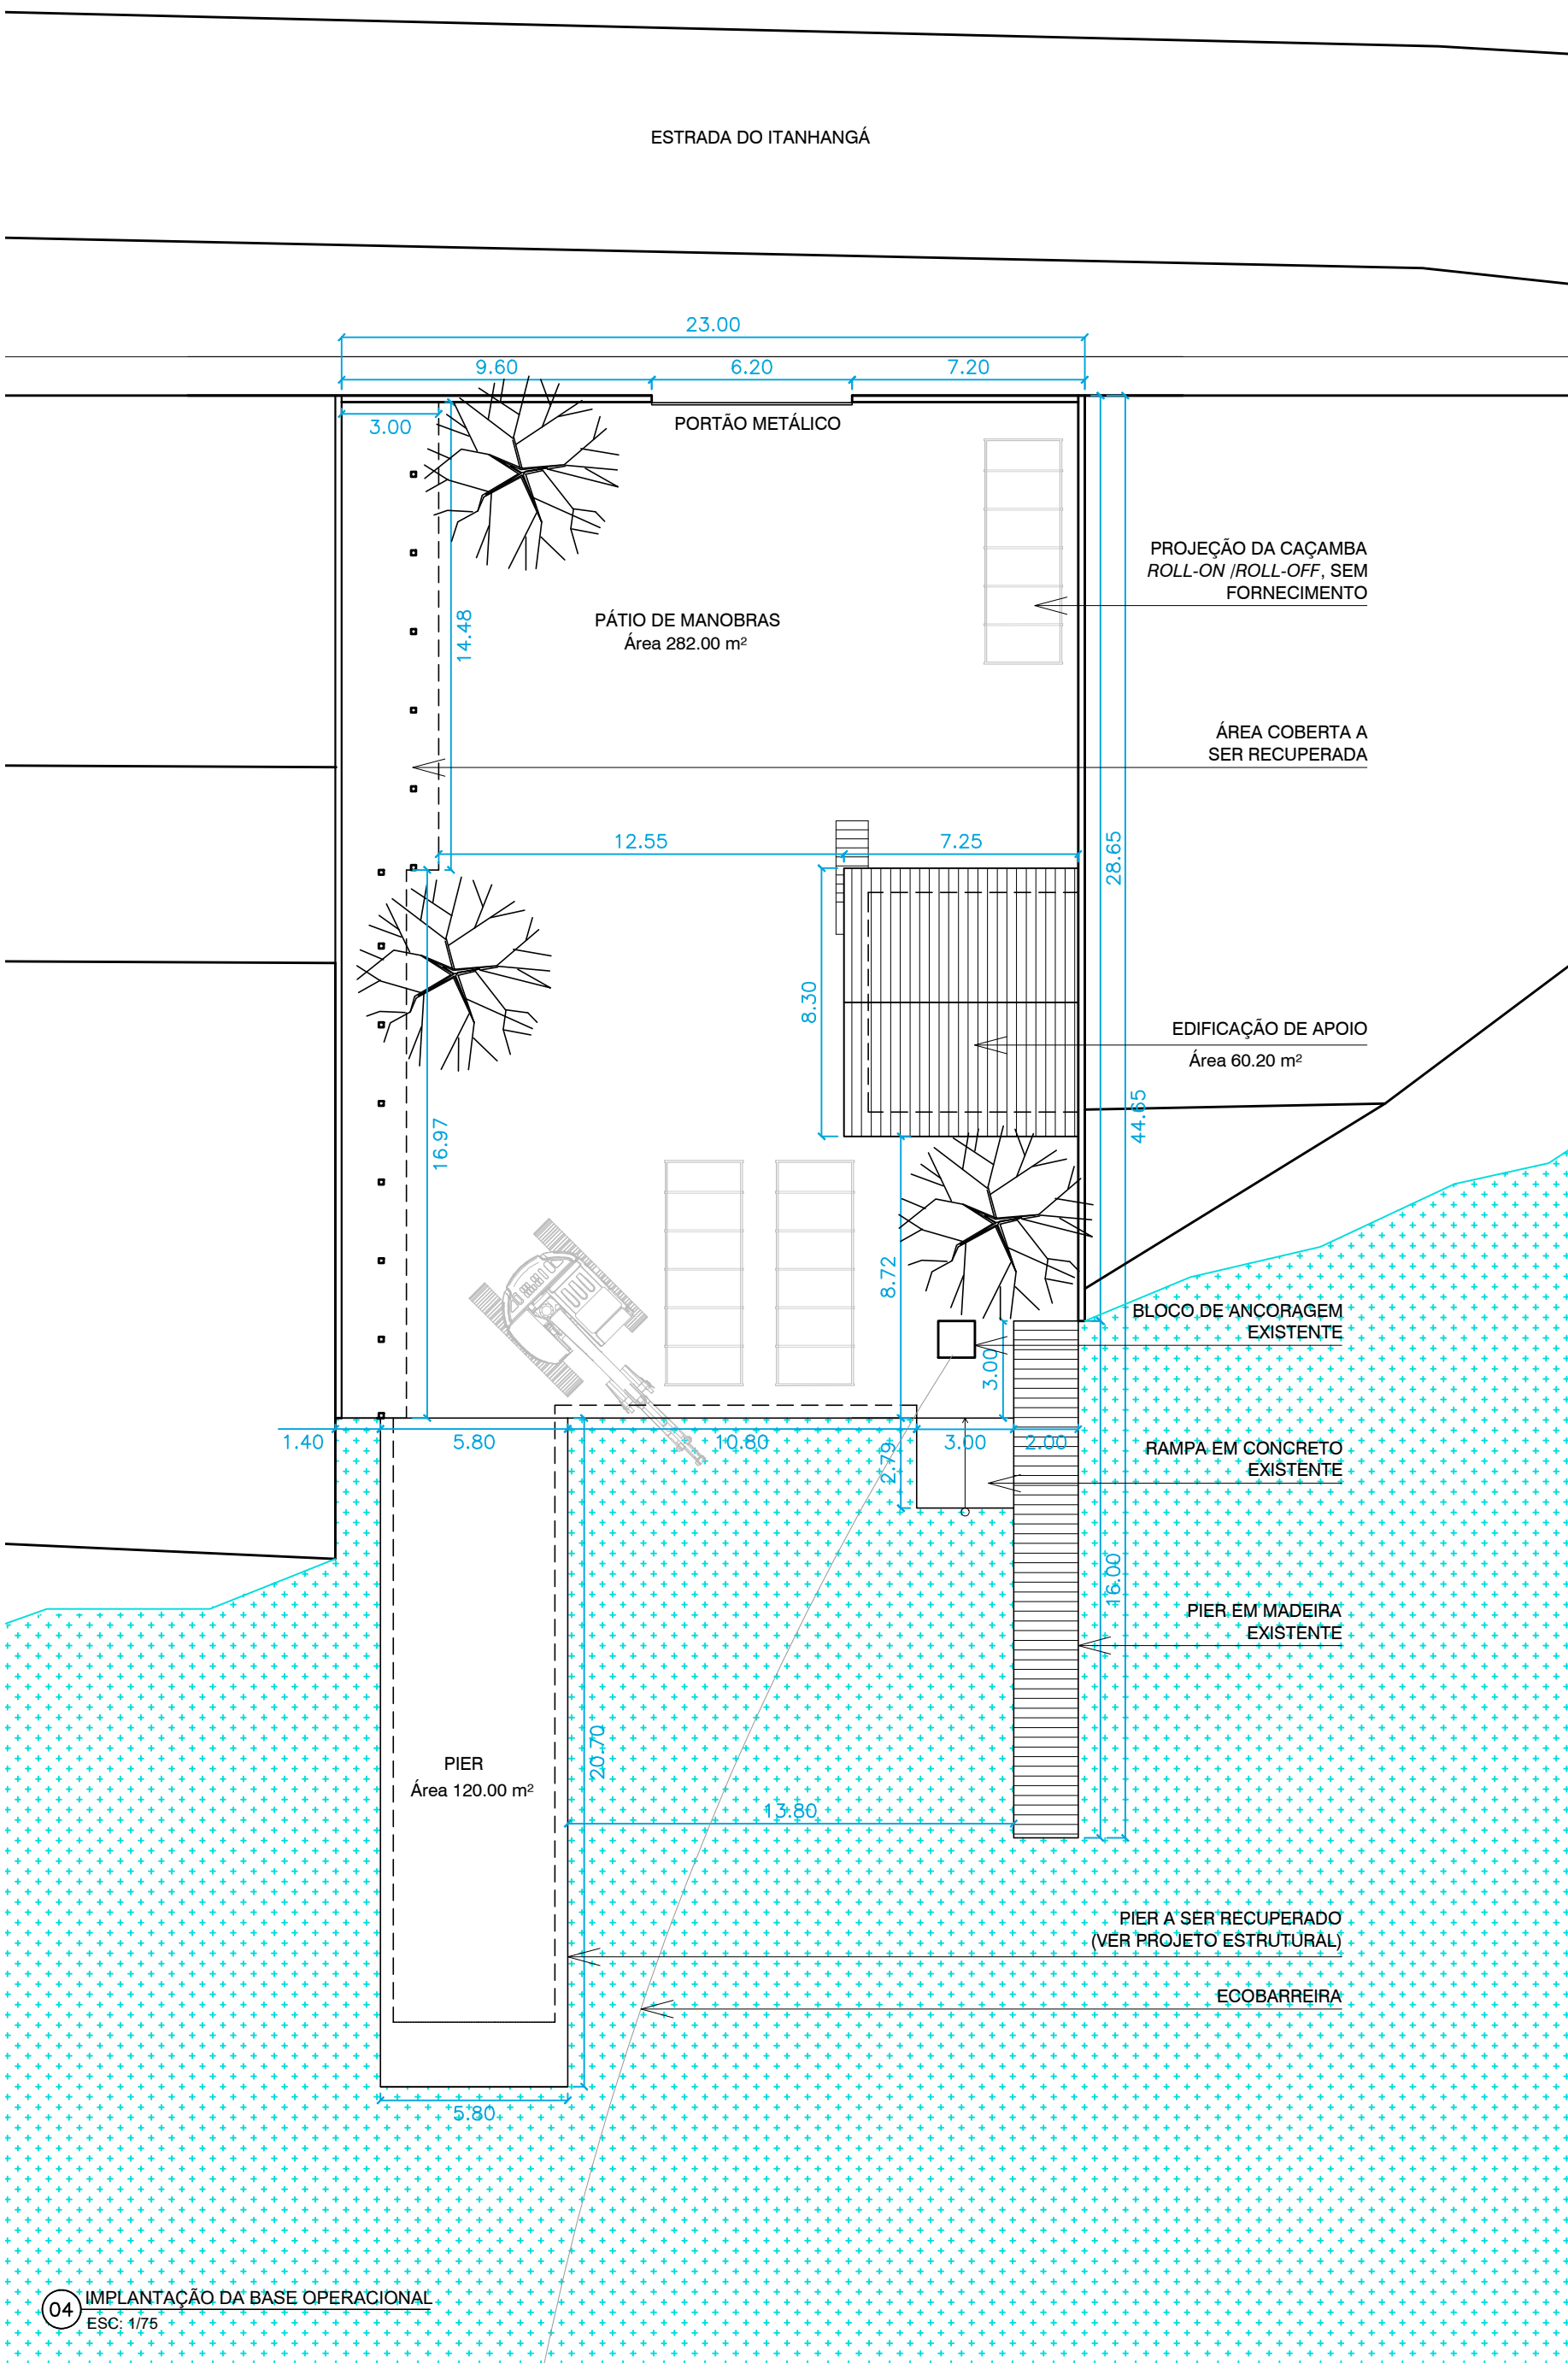 ESTRADA DO ITANHANGÁ
23.00
9.60
6.20
7.20
3.00
PORTÃO METÁLICO
PROJEÇÃO DA CAÇAMBA
ROLL-ON /ROLL-OFF, SEM
FORNECIMENTO
14.48
PÁTIO DE MANOBRAS
Área 282.00 m²
ÁREA COBERTA A
SER RECUPERADA
12.55
7.25
28.65
8.30
EDIFICAÇÃO DE APOIO
Área 60.20 m²
44.65
16.97
8.72
BLOCO DE ANCORAGEM
EXISTENTE
3.00
1.40
5.80
10.80
3.00
2.00
2.79
RAMPA EM CONCRETO
EXISTENTE
16.00
PIER EM MADEIRA
EXISTENTE
20.70
PIER
Área 120.00 m²
13.80
PIER A SER RECUPERADO
(VER PROJETO ESTRUTURAL)
ECOBARREIRA
5.80
04
IMPLANTAÇÃO DA BASE OPERACIONAL
ESC: 1/75